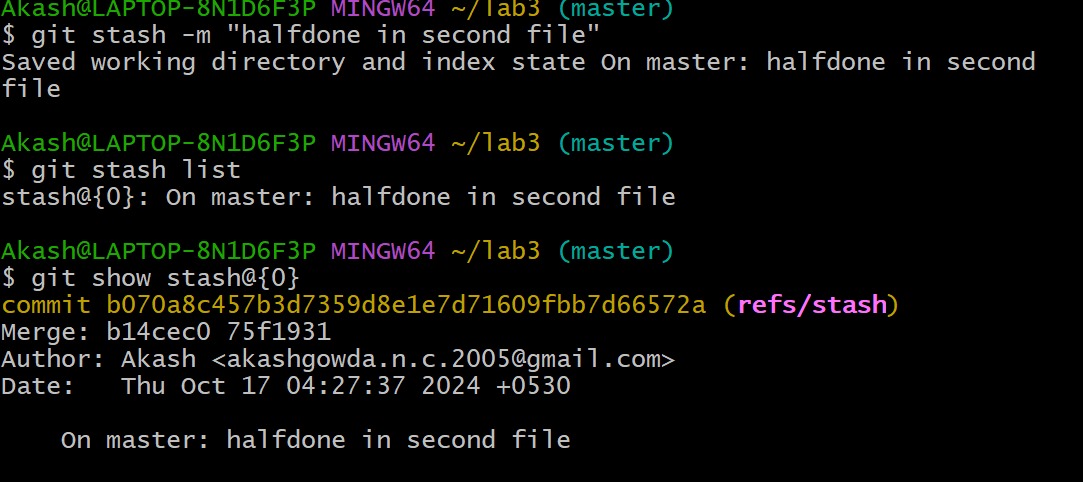 Akash@LAPTOP-8N1D6F3P MINGW64 ~/lab3 (master)
$ git stash -m "halfdone in second file"
Saved working directory and index state On master: halfdone in second
file
Akash@LAPTOP-8N1D6F3P MINGW64 ~/lab3 (master)
$ git stash list
stash@{0}: On master: halfdone in second file
Akash@LAPTOP-8N1D6F3P MINGW64 ~/lab3 (master)
$ git show stash@{0}
commit b070a8c457b3d7359d8e1e7d71609fbb7d66572a (refs/stash)
Merge: b14cec0 75f1931
Author: Akash <akashgowda.n.c.2005@gmail.com>
Date:   Thu Oct 17 04:27:37 2024 +0530
    On master: halfdone in second file